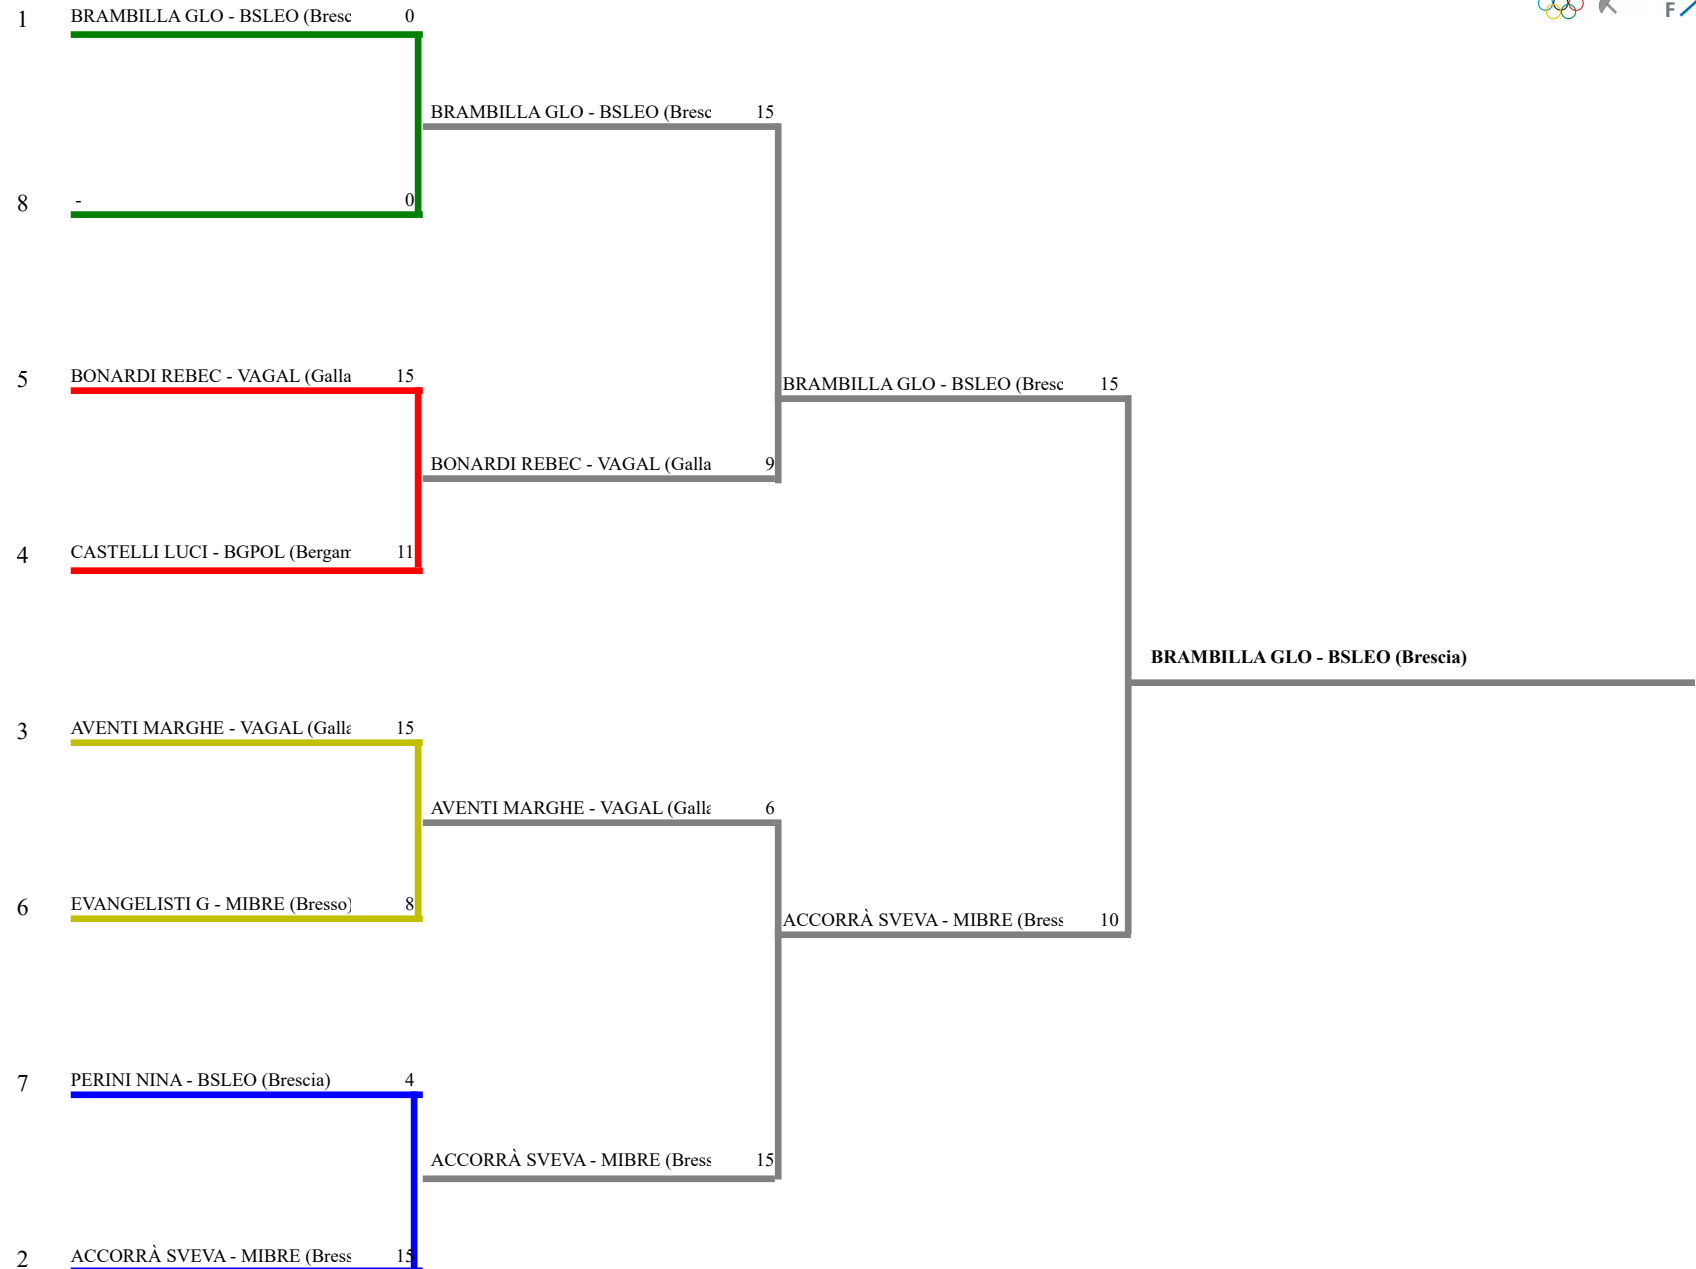 1 BRAMBILLA GLO - BSLEO (Bresc 0
F
BRAMBILLA GLO - BSLEO (Bresc 15
8 - 0
5 BONARDI REBEC - VAGAL (Galla 15
BRAMBILLA GLO - BSLEO (Bresc 15
BONARDI REBEC - VAGAL (Galla 9
4 CASTELLI LUCI - BGPOL (Bergam 11
BRAMBILLA GLO - BSLEO (Brescia)
3 AVENTI MARGHE - VAGAL (Galla 15
AVENTI MARGHE - VAGAL (Galla 6
6 EVANGELISTI G - MIBRE (Bresso) 8
ACCORRÀ SVEVA - MIBRE (Bress 10
7 PERINI NINA - BSLEO (Brescia) 4
ACCORRÀ SVEVA - MIBRE (Bress 15
2 ACCORRÀ SVEVA - MIBRE (Bress 15